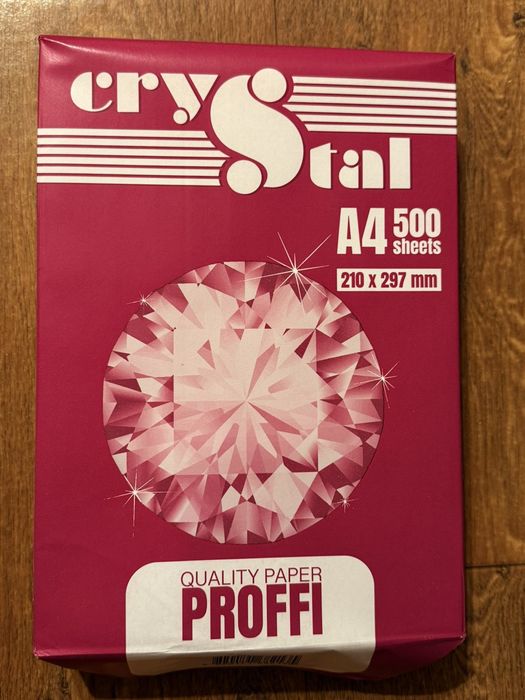 cryStal
A4 500 sheets
210 x 297 mm
QUALITY PAPER
PROFFI